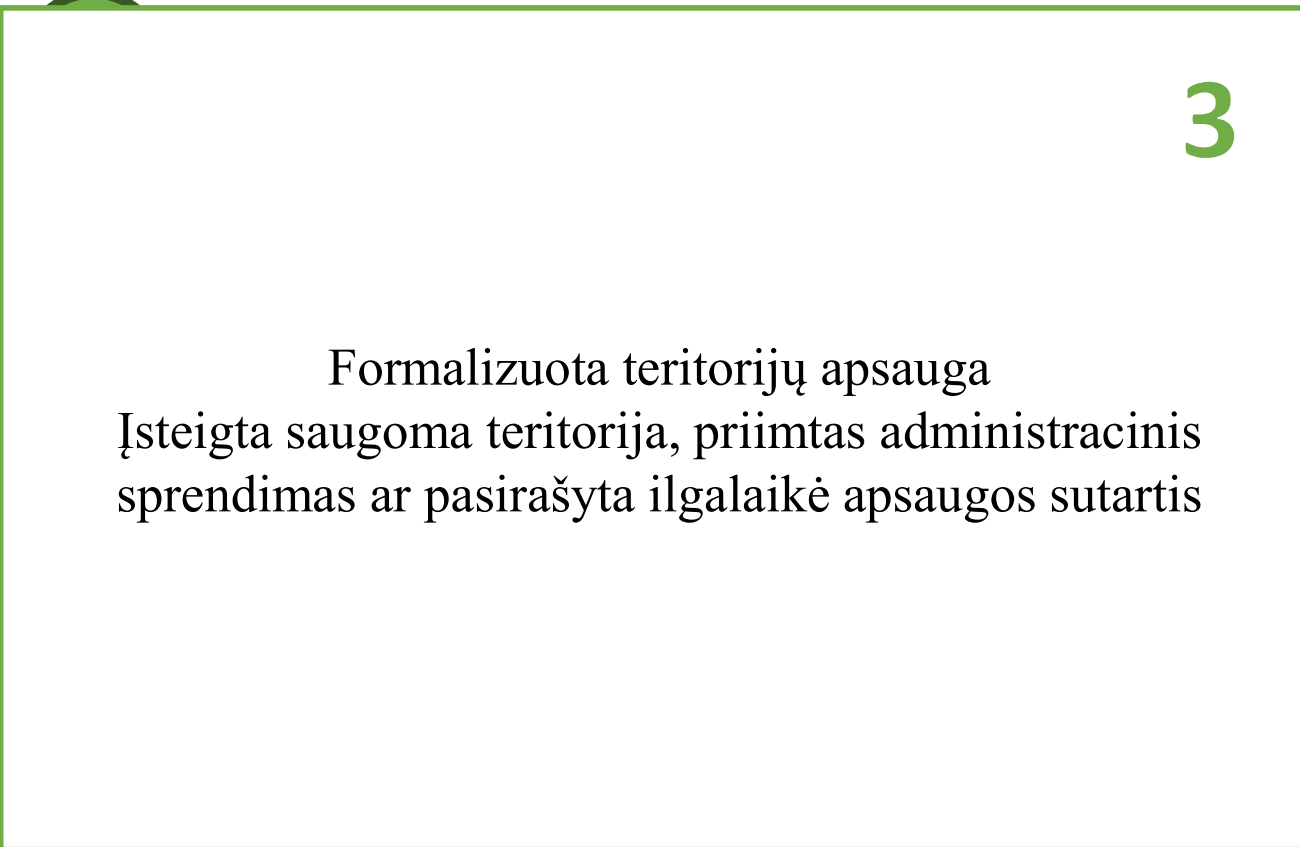 3
Formalizuota teritorijų apsauga
Įsteigta saugoma teritorija, priimtas administracinis
sprendimas ar pasirašyta ilgalaikė apsaugos sutartis